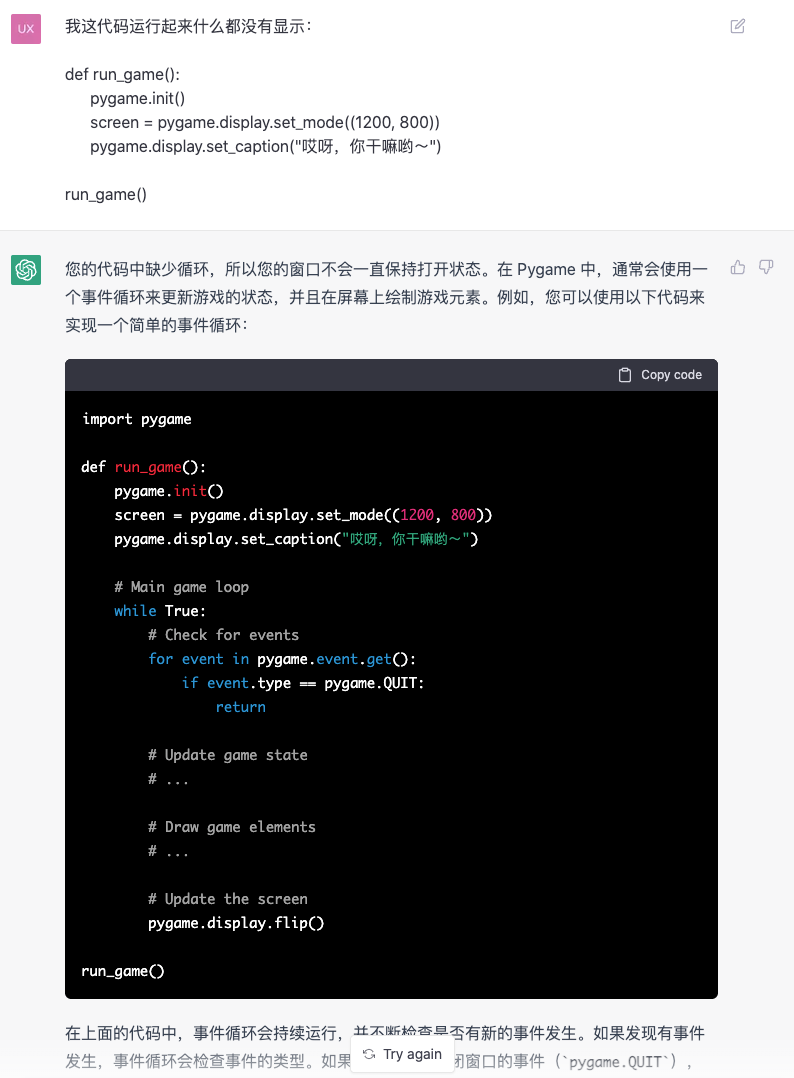 UX
我这代码运行起来什么都没有显示：
def run_game():
pygame.init()
screen = pygame.display.set_mode((1200, 800))
pygame.display.set_caption("哎呀，你干嘛哟～")
run_game()
您的代码中缺少循环，所以您的窗口不会一直保持打开状态。在 Pygame 中，通常会使用一
个事件循环来更新游戏的状态，并且在屏幕上绘制游戏元素。例如，您可以使用以下代码来
实现一个简单的事件循环：
Copy code
import pygame
def run_game():
    pygame.init()
    screen = pygame.display.set_mode((1200, 800))
    pygame.display.set_caption("哎呀，你干嘛哟～")
    # Main game loop
    while True:
        # Check for events
        for event in pygame.event.get():
            if event.type == pygame.QUIT:
                return
        # Update game state
        # ...
        # Draw game elements
        # ...
        # Update the screen
        pygame.display.flip()
run_game()
在上面的代码中，事件循环会持续运行，并不断检查是否有新的事件发生。如果发现有事件
发生，事件循环会检查事件的类型。如果
Try again
闭窗口的事件（`pygame.QUIT`），